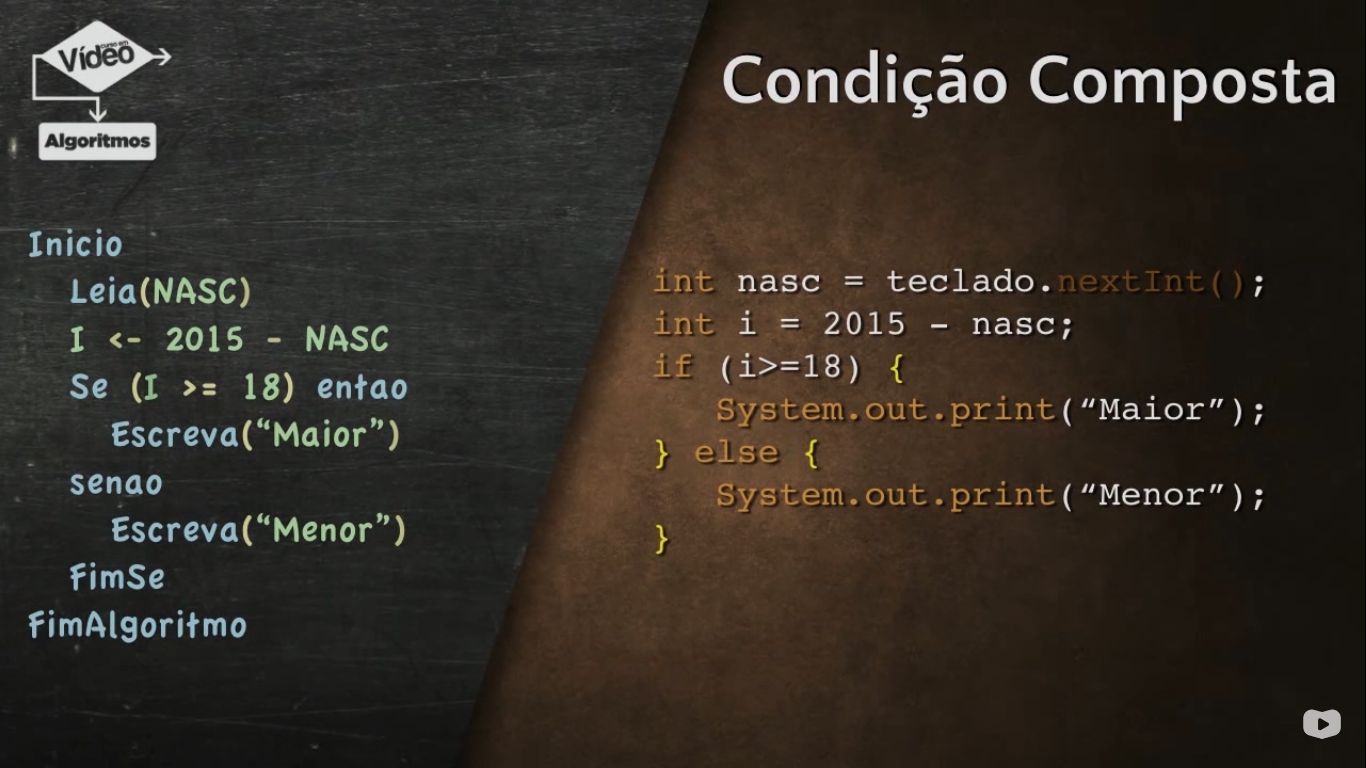 curso em
Vídeo
Algoritmos
Condição Composta
Inicio
Leia(NASC)
I <- 2015 - NASC
Se (I >= 18) entao
Escreva(“Maior”)
senao
Escreva(“Menor”)
FimSe
FimAlgoritmo
int nasc = teclado.nextInt();
int i = 2015 - nasc;
if (i>=18) {
System.out.print(“Maior”);
} else {
System.out.print(“Menor”);
}